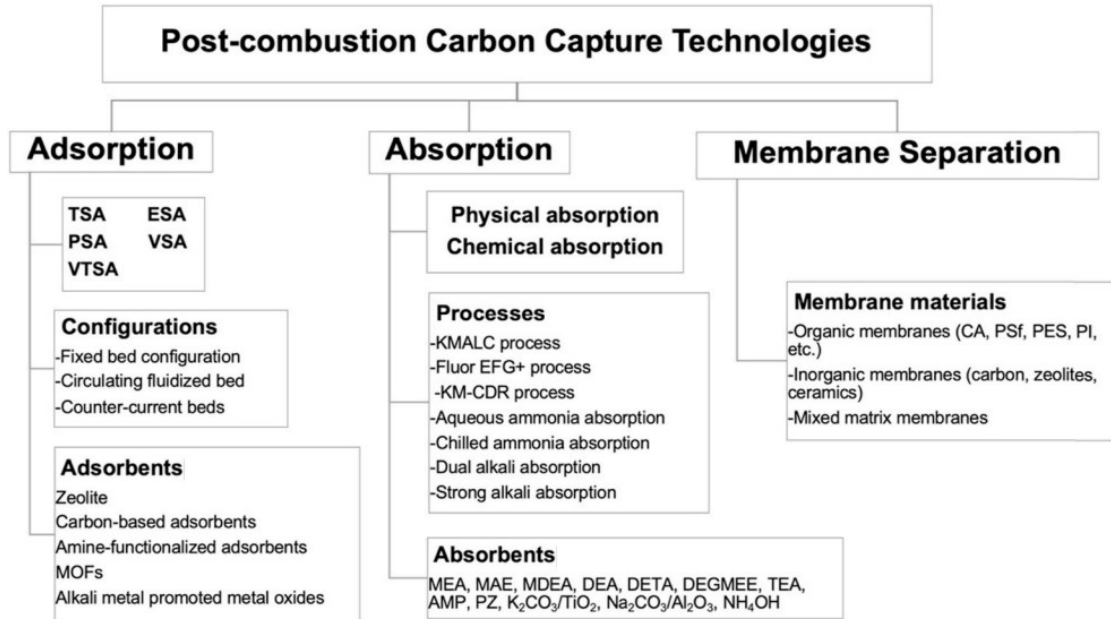 Post-combustion Carbon Capture Technologies
Adsorption
TSA ESA
PSA VSA
VTSA
Configurations
-Fixed bed configuration
-Circulating fluidized bed
-Counter-current beds
Adsorbents
Zeolite
Carbon-based adsorbents
Amine-functionalized adsorbents
MOFs
Alkali metal promoted metal oxides
Absorption
Physical absorption
Chemical absorption
Processes
-KMALC process
-Fluor EFG+ process
-KM-CDR process
-Aqueous ammonia absorption
-Chilled ammonia absorption
-Dual alkali absorption
-Strong alkali absorption
Absorbents
MEA, MAE, MDEA, DEA, DETA, DEGMEE, TEA,
AMP, PZ, K₂CO₃/TiO₂, Na₂CO₃/Al₂O₃, NH₄OH
Membrane Separation
Membrane materials
-Organic membranes (CA, PSf, PES, PI,
etc.)
-Inorganic membranes (carbon, zeolites,
ceramics)
-Mixed matrix membranes